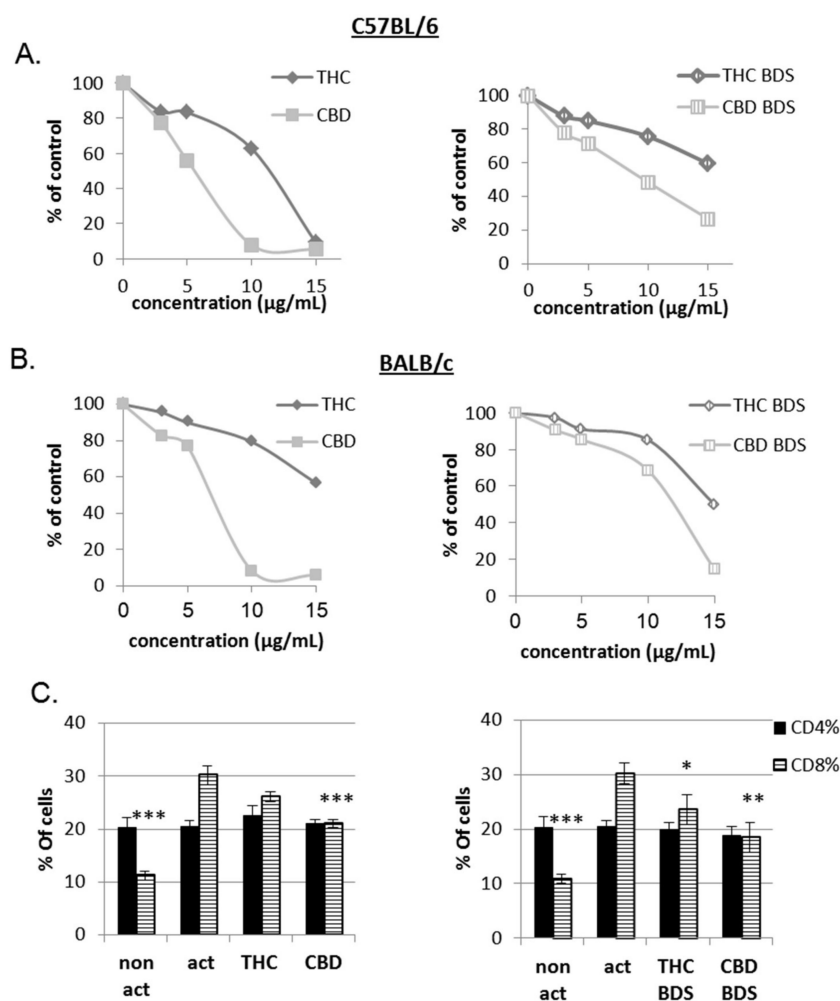 C57BL/6
A.
THC
CBD
% of control
100
80
60
40
20
0
0 5 10 15
concentration (µg/mL)
THC BDS
CBD BDS
% of control
100
80
60
40
20
0
0 5 10 15
concentration (µg/mL)
B.
BALB/c
THC
CBD
% of control
100
80
60
40
20
0
0 5 10 15
concentration (µg/mL)
THC BDS
CBD BDS
% of control
100
80
60
40
20
0
0 5 10 15
concentration (µg/mL)
C.
% Of cells
40
30
20
10
0
***
***
non act THC CBD
act
% Of cells
40
30
20
10
0
CD4%
CD8%
***
*
**
non act THC CBD
act BDS BDS